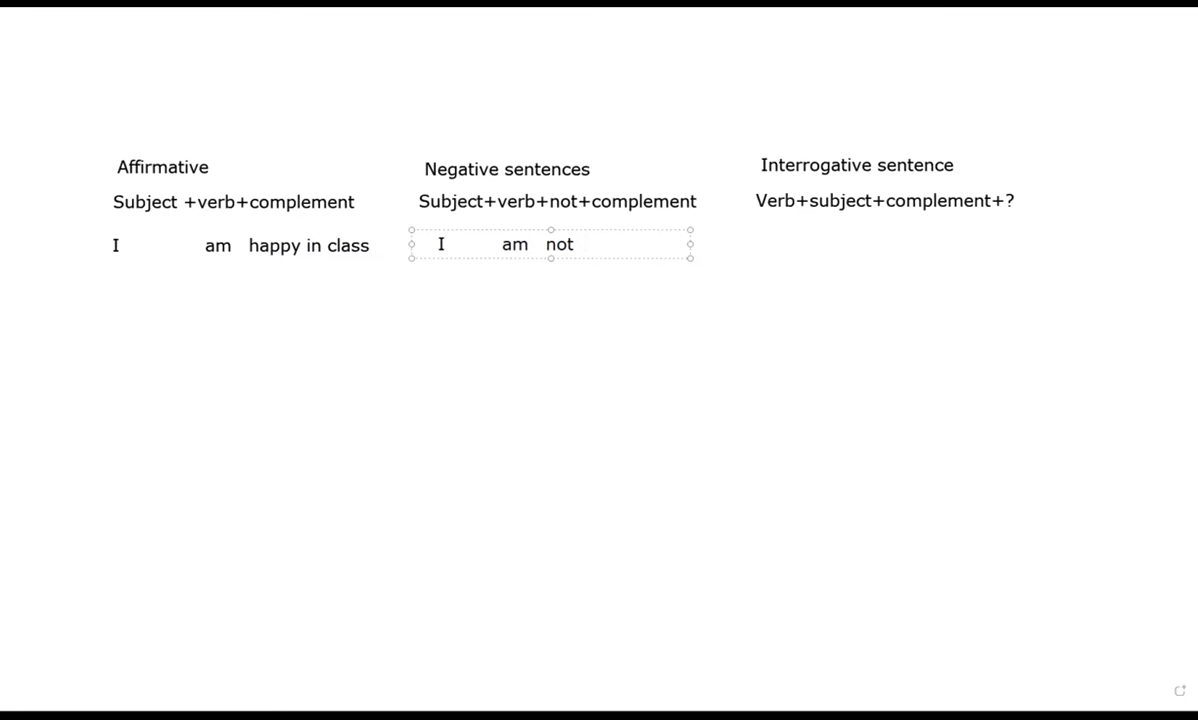 Affirmative
Subject +verb+complement
I am happy in class
Negative sentences
Subject+verb+not+complement
I am not
Interrogative sentence
Verb+subject+complement+?